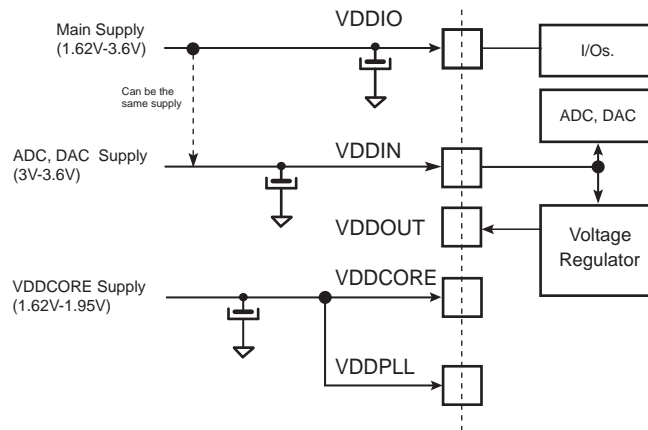 VDDIO
Main Supply
(1.62V-3.6V)
I/Os.
Can be the
same supply
ADC, DAC
ADC, DAC  Supply
(3V-3.6V)
VDDIN
VDDOUT
Voltage
Regulator
VDDCORE Supply
(1.62V-1.95V)
VDDCORE
VDDPLL